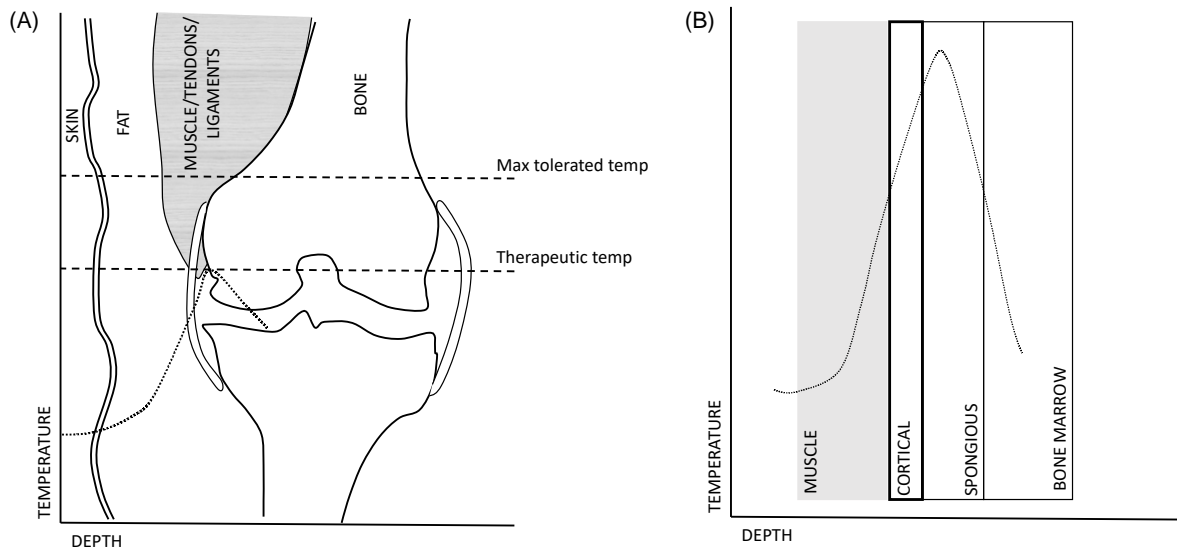 (A)
SKIN
FAT
MUSCLE/TENDONS/
LIGAMENTS
BONE
Max tolerated temp
Therapeutic temp
TEMPERATURE
DEPTH
(B)
TEMPERATURE
MUSCLE
CORTICAL
SPONGIOUS
BONE MARROW
DEPTH